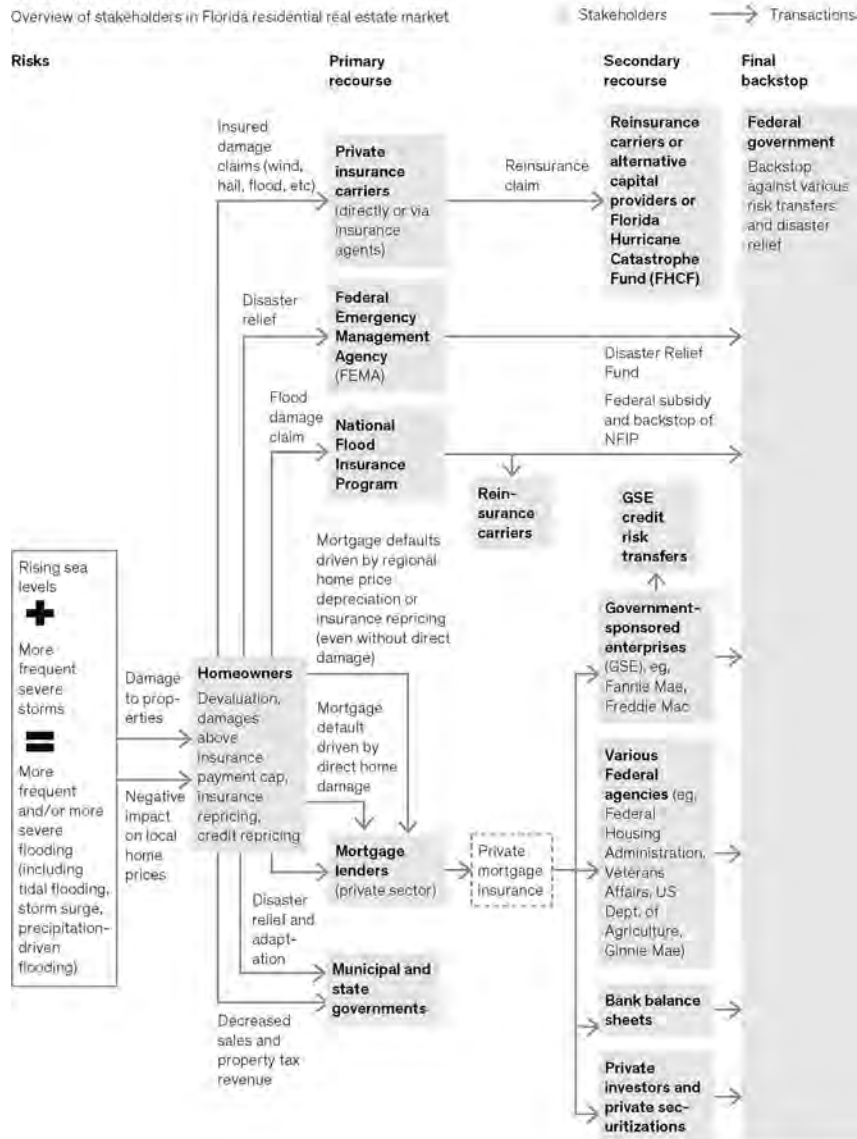 Overview of stakeholders in Florida residential real estate market
Stakeholders
Transactions
Risks
Primary
recourse
Secondary
recourse
Final
backstop
Insured
damage
claims (wind,
hail, flood, etc)
Private
insurance
carriers
(directly or via
insurance
agents)
Reinsurance
claim
Reinsurance
carriers or
alternative
capital
providers or
Florida
Hurricane
Catastrophe
Fund (FHCF)
Federal
government
Backstop
against various
risk transfers
and disaster
relief
Disaster
relief
Federal
Emergency
Management
Agency
(FEMA)
Disaster Relief
Fund
Flood
damage
claim
National
Flood
Insurance
Program
Federal subsidy
and backstop of
NFIP
Rein-
surance
carriers
GSE
credit
risk
transfers
Rising sea
levels
+
More
frequent
severe
storms
=
More
frequent
and/or more
severe
flooding
(including
tidal flooding,
storm surge,
precipitation-
driven
flooding)
Damage
to prop-
erties
Negative
impact
on local
home
prices
Homeowners
Devaluation,
damages
above
insurance
payment cap,
insurance
repricing,
credit repricing
Mortgage defaults
driven by regional
home price
depreciation or
insurance repricing
(even without direct
damage)
Mortgage
default
driven by
direct home
damage
Mortgage
lenders
(private sector)
Private
mortgage
insurance
Government-
sponsored
enterprises
(GSE), eg,
Fannie Mae,
Freddie Mac
Various
Federal
agencies (eg,
Federal
Housing
Administration,
Veterans
Affairs, US
Dept. of
Agriculture,
Ginnie Mae)
Disaster
relief and
adapt-
ation
Municipal and
state
governments
Decreased
sales and
property tax
revenue
Bank balance
sheets
Private
investors and
private sec-
uritizations